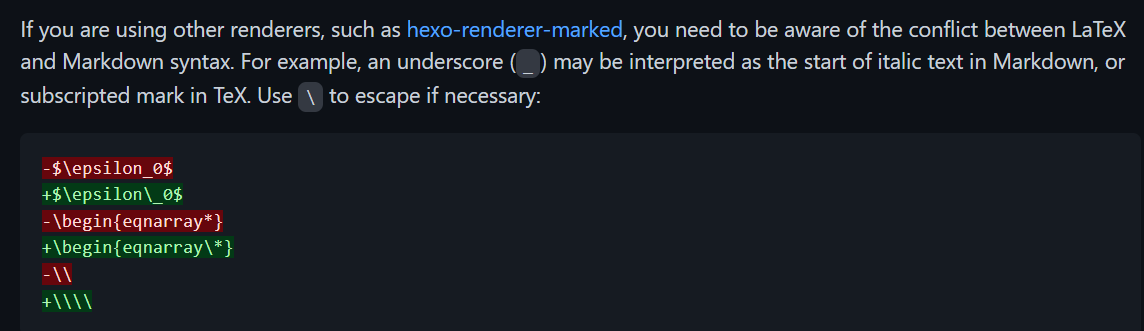 If you are using other renderers, such as hexo-renderer-marked, you need to be aware of the conflict between LaTeX
and Markdown syntax. For example, an underscore (_) may be interpreted as the start of italic text in Markdown, or
subscripted mark in TeX. Use \ to escape if necessary:
-$\epsilon_0$
+$\epsilon\_0$
-\begin{eqnarray*}
+\begin{eqnarray\*}
-\\
+\\\\